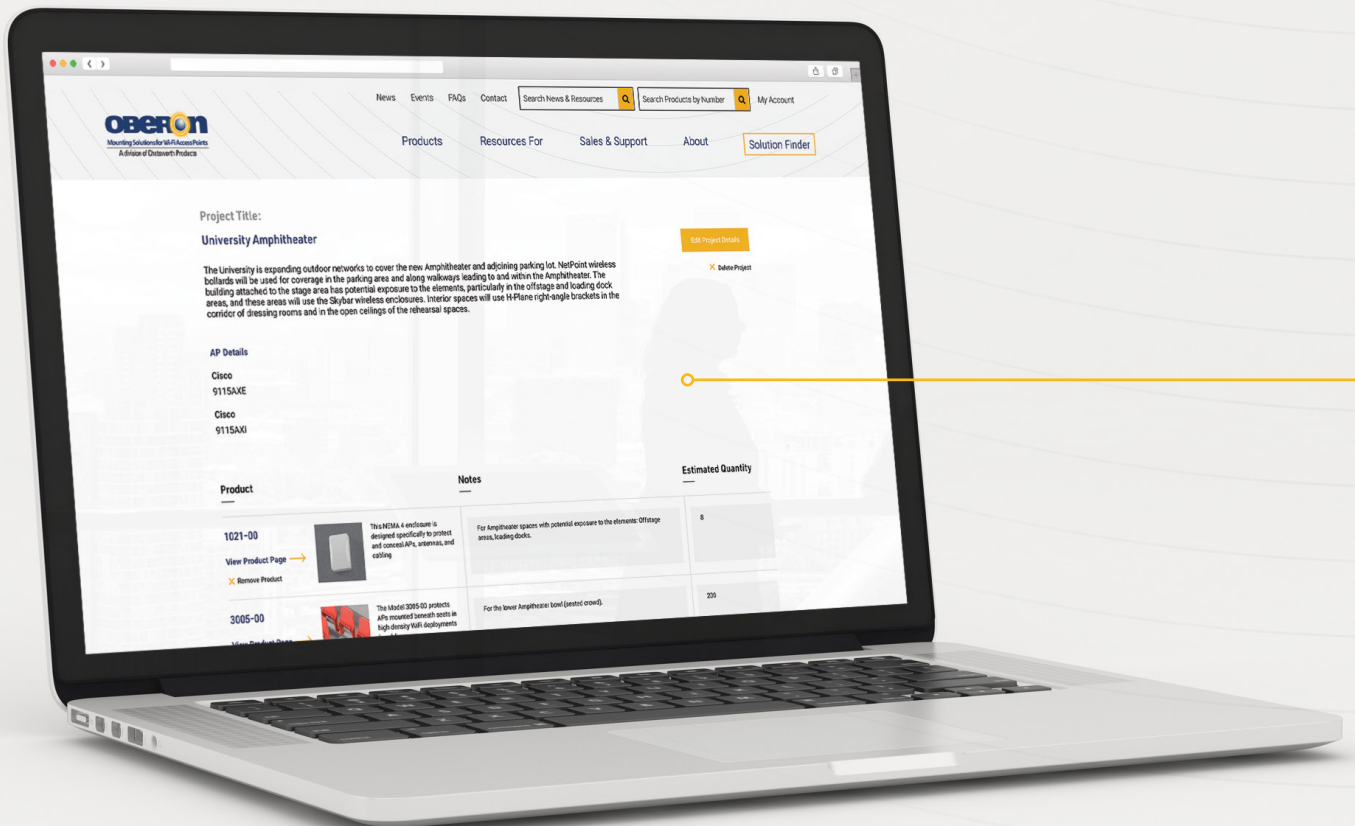 News Events FAQs Contact Search News & Resources Search Products by Number My Account
OBERON
Mounting Solutions for Wi-Fi Access Points
A division of Chatsworth Products
Products Resources For Sales & Support About Solution Finder
Project Title:
University Amphitheater
Edit Project Details
X Delete Project
The University is expanding outdoor networks to cover the new Amphitheater and adjoining parking lot. NetPoint wireless
bollards will be used for coverage in the parking area and along walkways leading to and within the Amphitheater. The
building attached to the stage area has potential exposure to the elements, particularly in the offstage and loading dock
areas, and these areas will use the Skybar wireless enclosures. Interior spaces will use H-Plane right-angle brackets in the
corridor of dressing rooms and in the open ceilings of the rehearsal spaces.
AP Details
Cisco
9115AXE
Cisco
9115AXI
Product
Notes
Estimated Quantity
1021-00
View Product Page
X Remove Product
This NEMA 4 enclosure is
designed specifically to protect
and conceal APs, antennas, and
cabling
For Ampitheater spaces with potential exposure to the elements: Offstage
areas, loading docks.
8
3005-00
View Product Page
The Model 3005-00 protects
APs mounted beneath seats in
high density WiFi deployments
For the lower Ampitheater bowl (seated crowd).
200